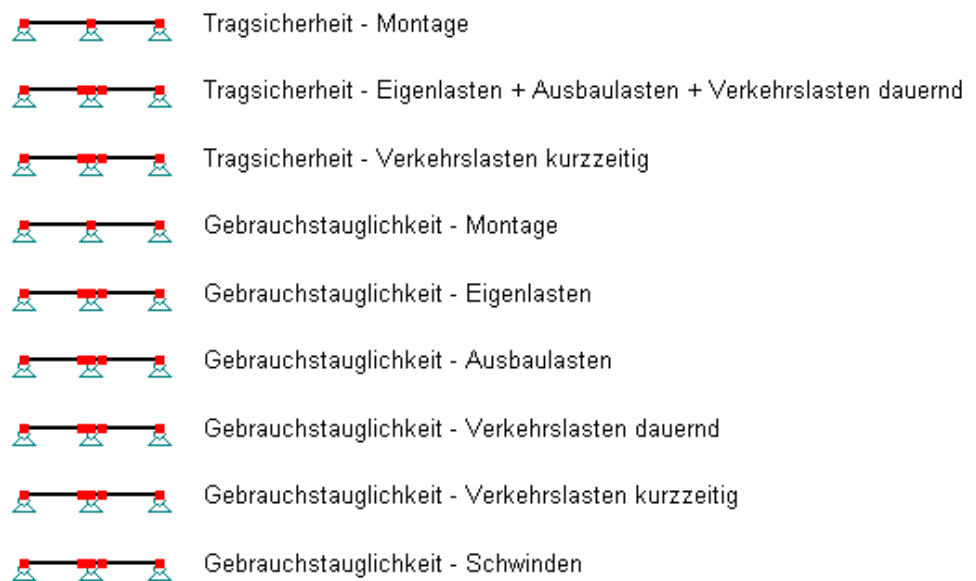 Tragsicherheit - Montage
Tragsicherheit - Eigenlasten + Ausbaulasten + Verkehrslasten dauernd
Tragsicherheit - Verkehrslasten kurzzeitig
Gebrauchstauglichkeit - Montage
Gebrauchstauglichkeit - Eigenlasten
Gebrauchstauglichkeit - Ausbaulasten
Gebrauchstauglichkeit - Verkehrslasten dauernd
Gebrauchstauglichkeit - Verkehrslasten kurzzeitig
Gebrauchstauglichkeit - Schwinden